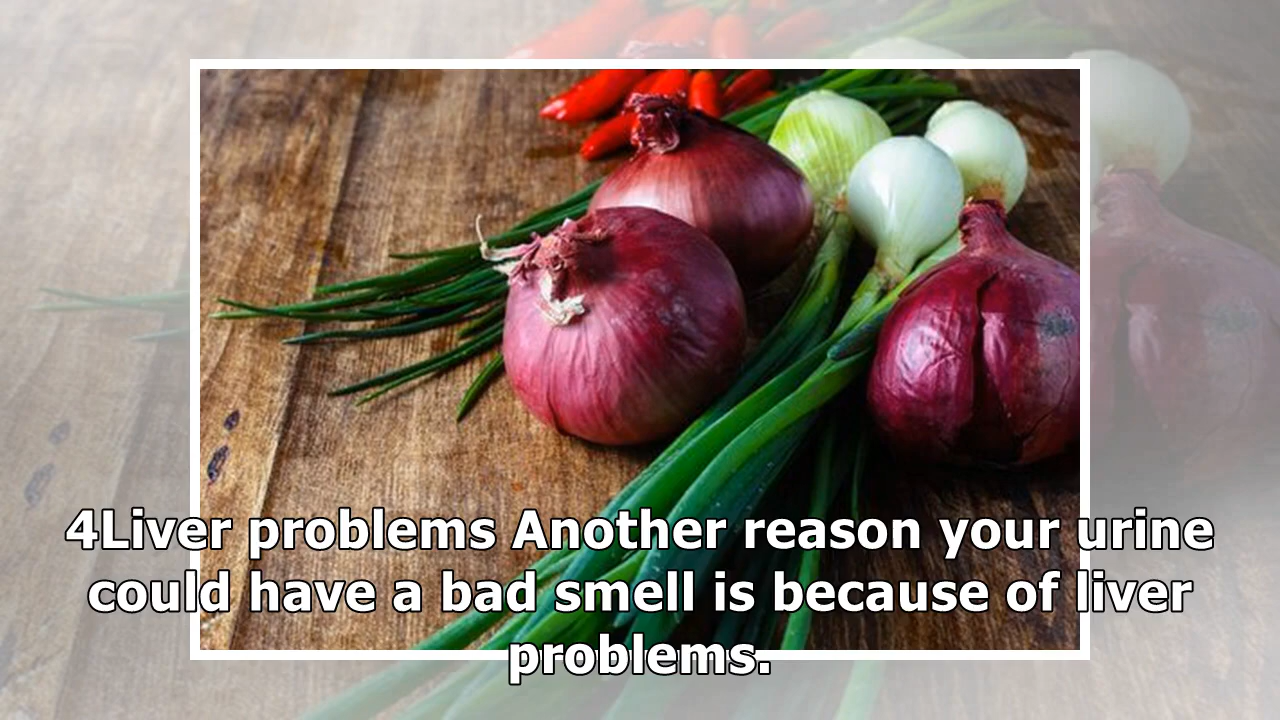 4Liver problems Another reason your urine
could have a bad smell is because of liver
problems.